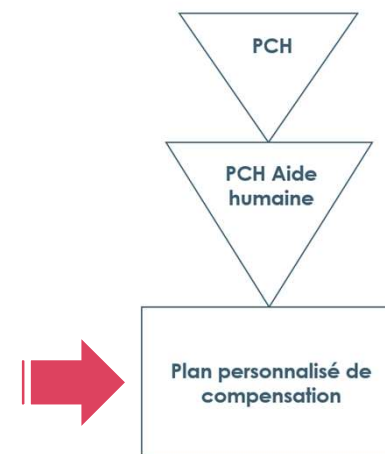 PCH
PCH Aide
humaine
Plan personnalisé de
compensation